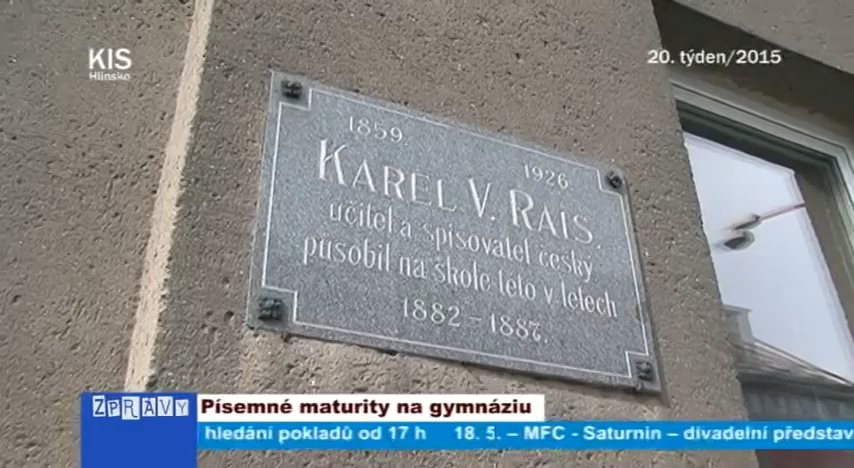 KIS
Hlinsko
20. týden/2015
1859. 1926.
KAREL V. RAIS.
učitel a spisovatel český
působil na škole této v letech
1882 - 1887.
ZPRÁVY
Písemné maturity na gymnáziu
hledání pokladů od 17 h 18. 5. – MFC - Saturnin – divadelní představ